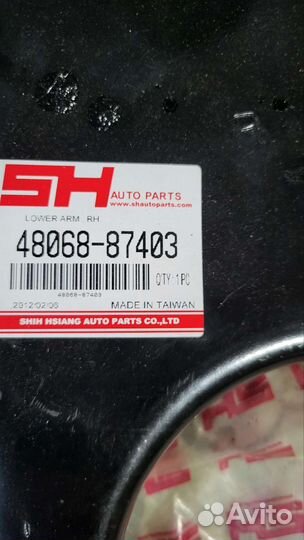 SH AUTO PARTS
www.shautoparts.com
LOWER ARM RH
48068-87403
QTY:1PC
48068-87403
2012/02/06
MADE IN TAIWAN
SHIH HSIANG AUTO PARTS CO.,LTD
Avito